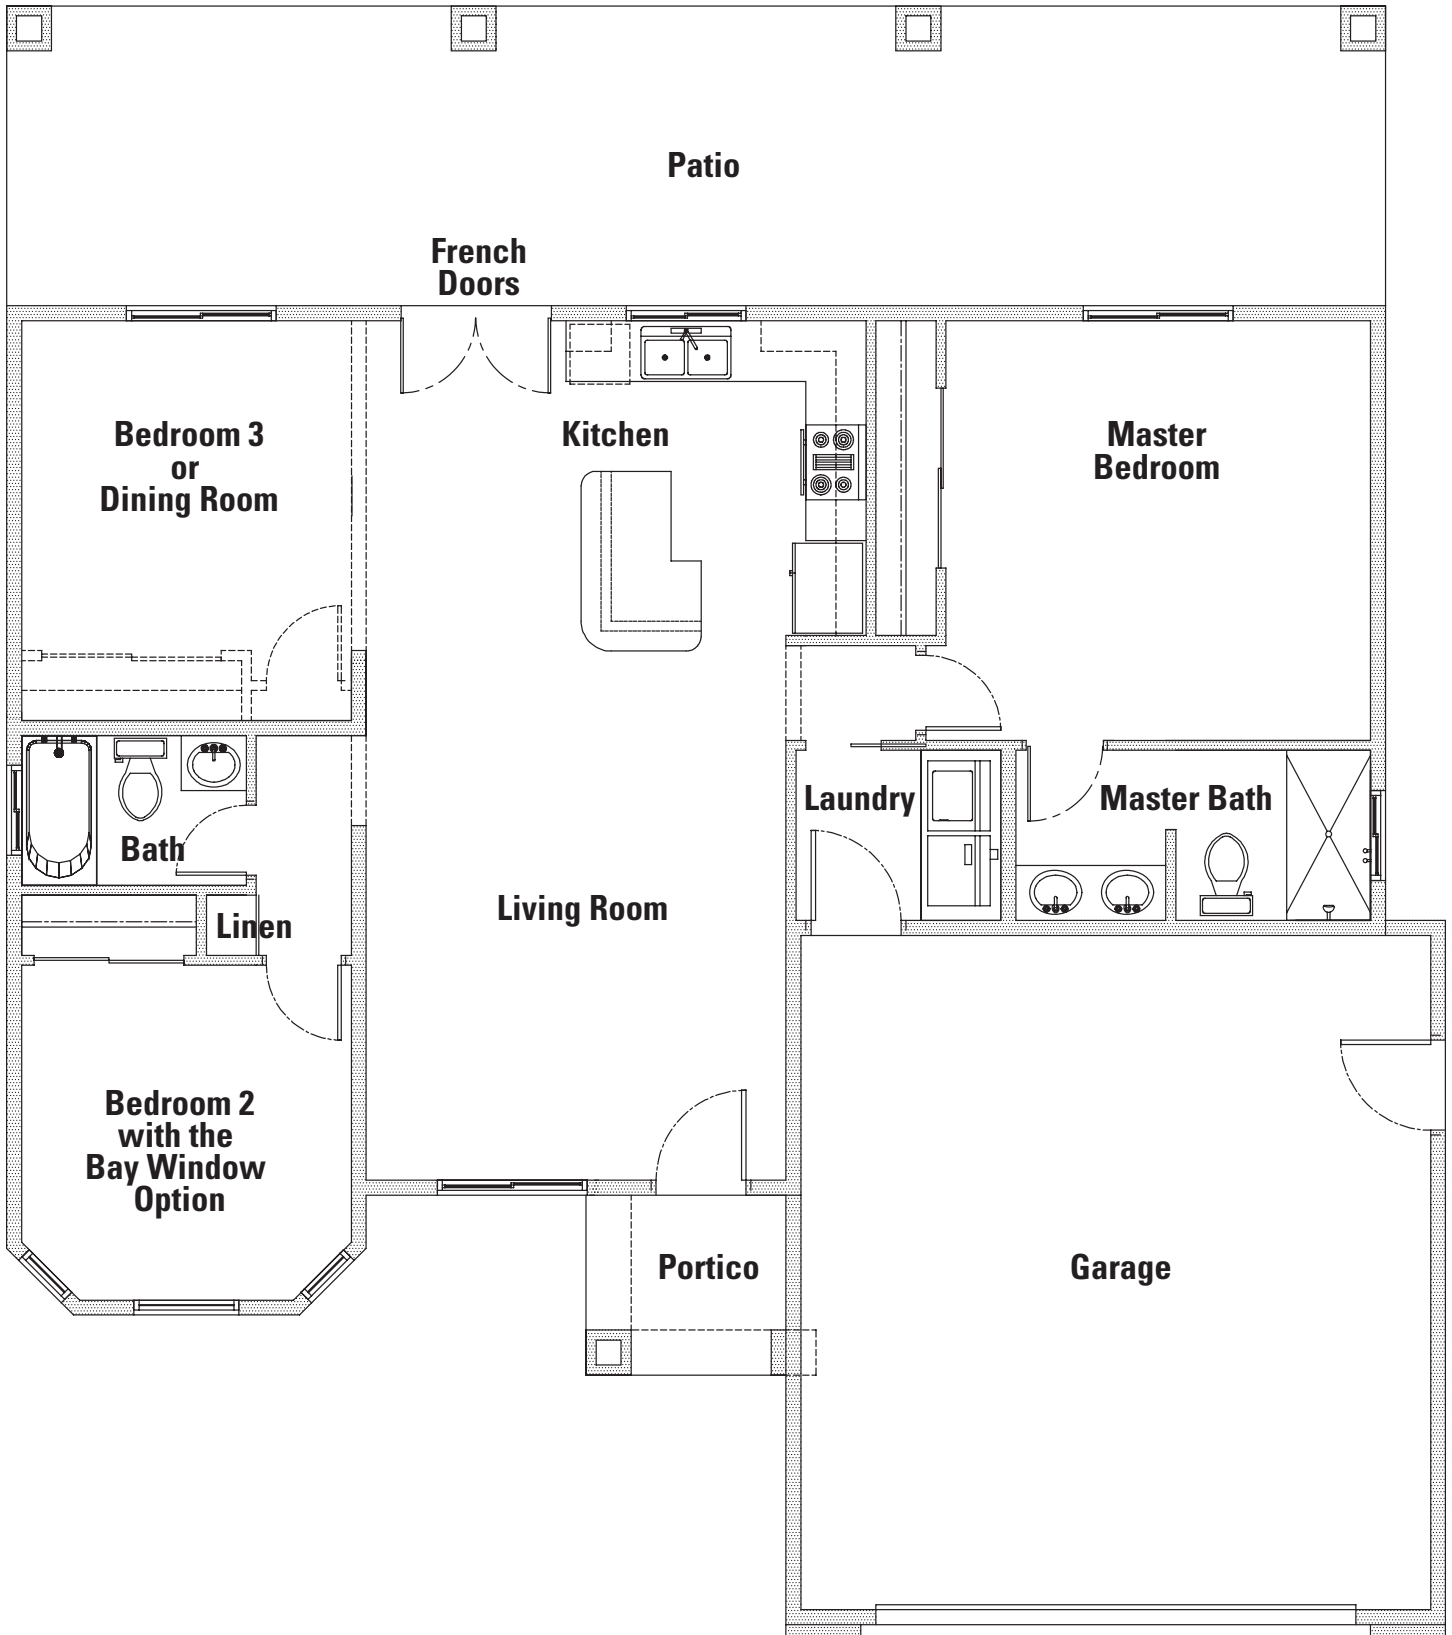 Patio
French
Doors
Bedroom 3
or
Dining Room
Kitchen
Master
Bedroom
Laundry
Master Bath
Bath
Linen
Living Room
Bedroom 2
with the
Bay Window
Option
Portico
Garage